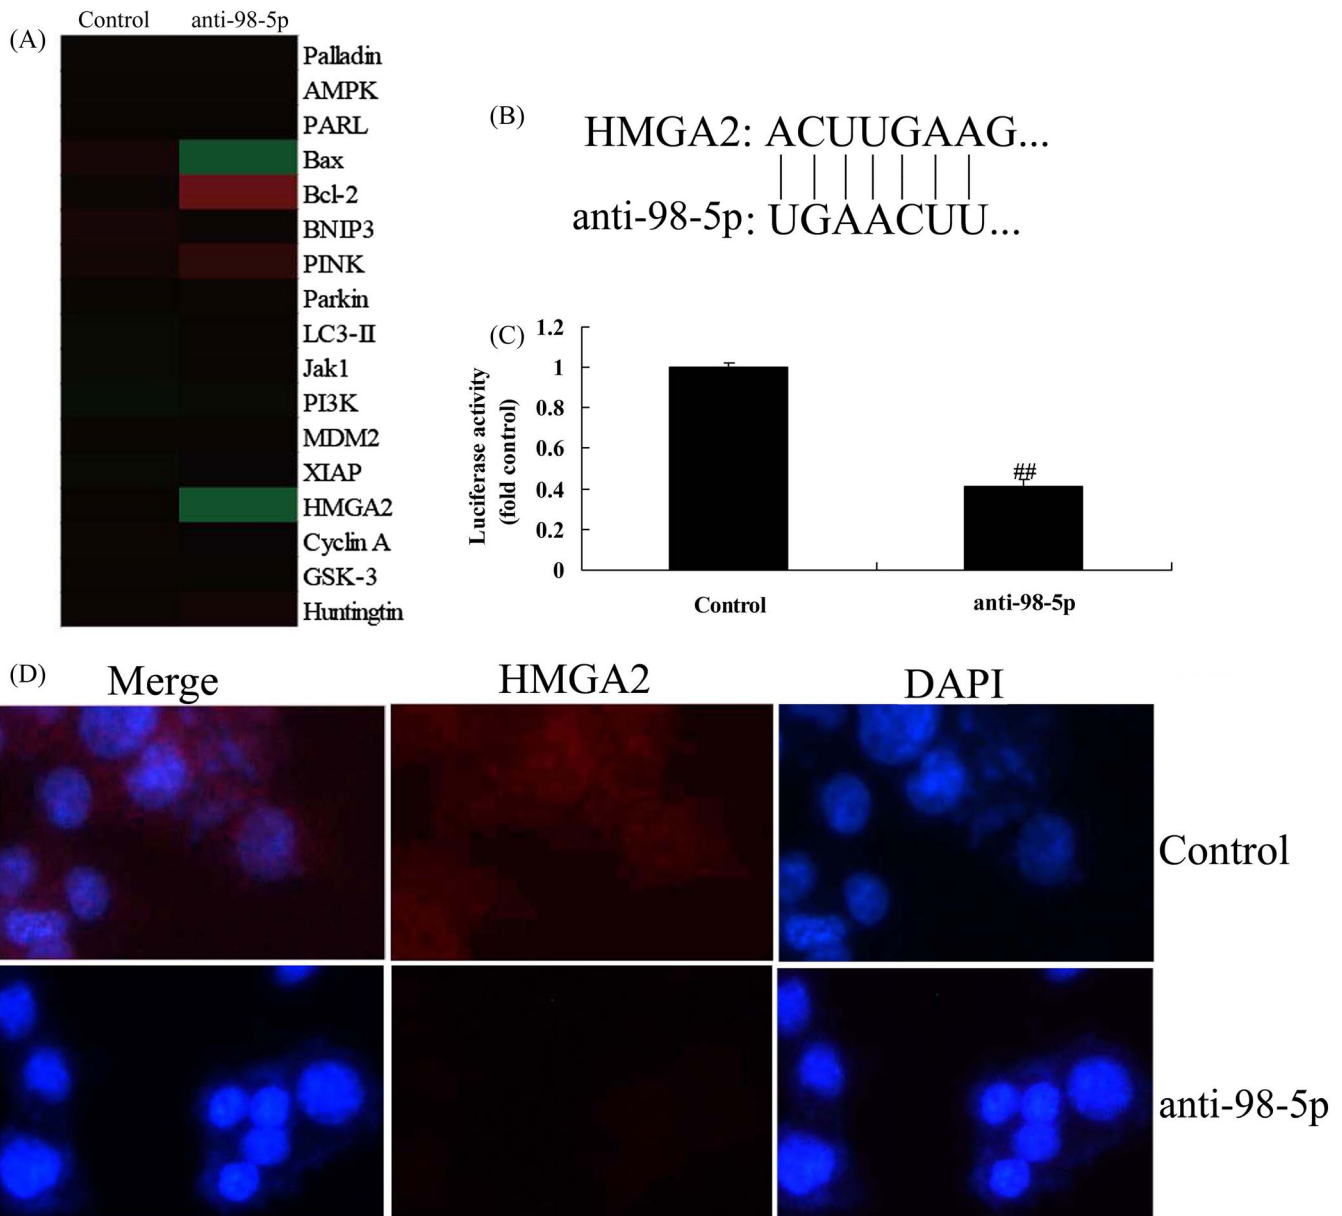 (A)
Control anti-98-5p
Palladin
AMPK
PARL
Bax
Bcl-2
BNIP3
PINK
Parkin
LC3-II
Jak1
PI3K
MDM2
XIAP
HMGA2
Cyclin A
GSK-3
Huntingtin
(B)
HMGA2: ACUUGAAG...
anti-98-5p: UGAACUU...
(C)
Luciferase activity
(fold control)
1.2
1
0.8
0.6
0.4
0.2
0
##
Control anti-98-5p
(D)
Merge HMGA2 DAPI
Control
anti-98-5p